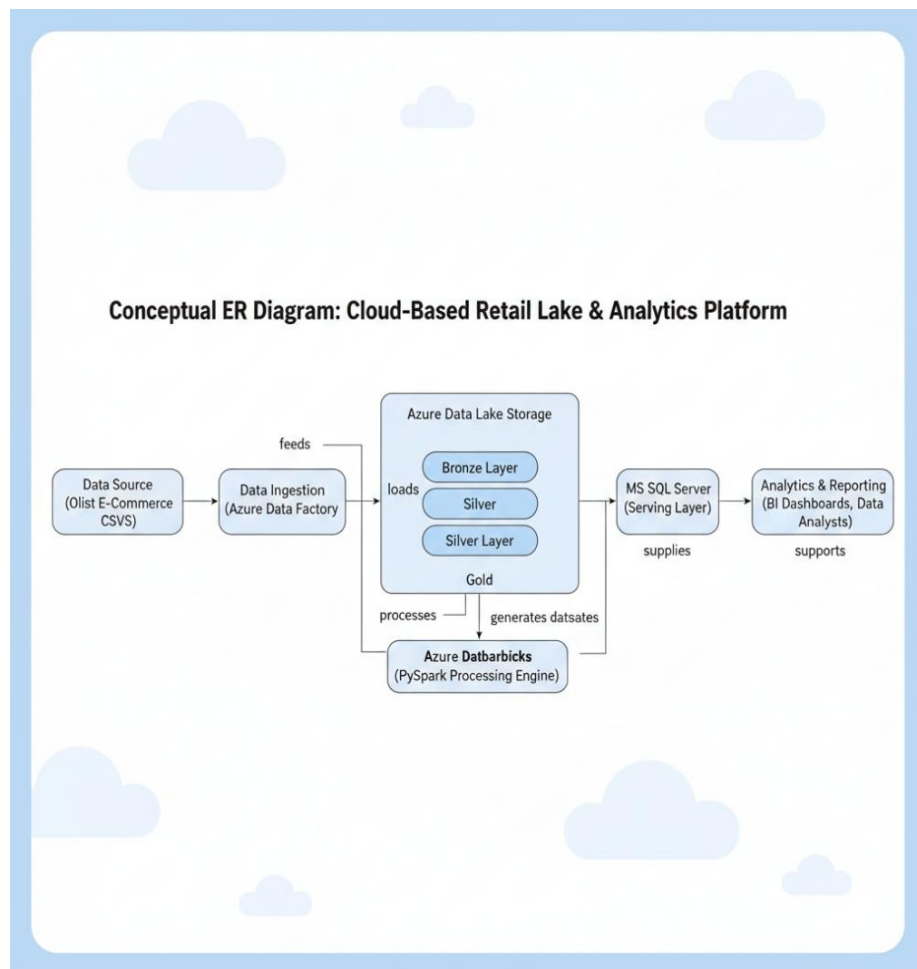 Conceptual ER Diagram: Cloud-Based Retail Lake & Analytics Platform
Azure Data Lake Storage
feeds
Data Source
(Olist E-Commerce
CSVS)
Data Ingestion
(Azure Data Factory
loads
Bronze Layer
Silver
Silver Layer
Gold
MS SQL Server
(Serving Layer)
supplies
Analytics & Reporting
(BI Dashboards, Data
Analysts)
supports
processes
generates datsates
Azure Datbarbicks
(PySpark Processing Engine)